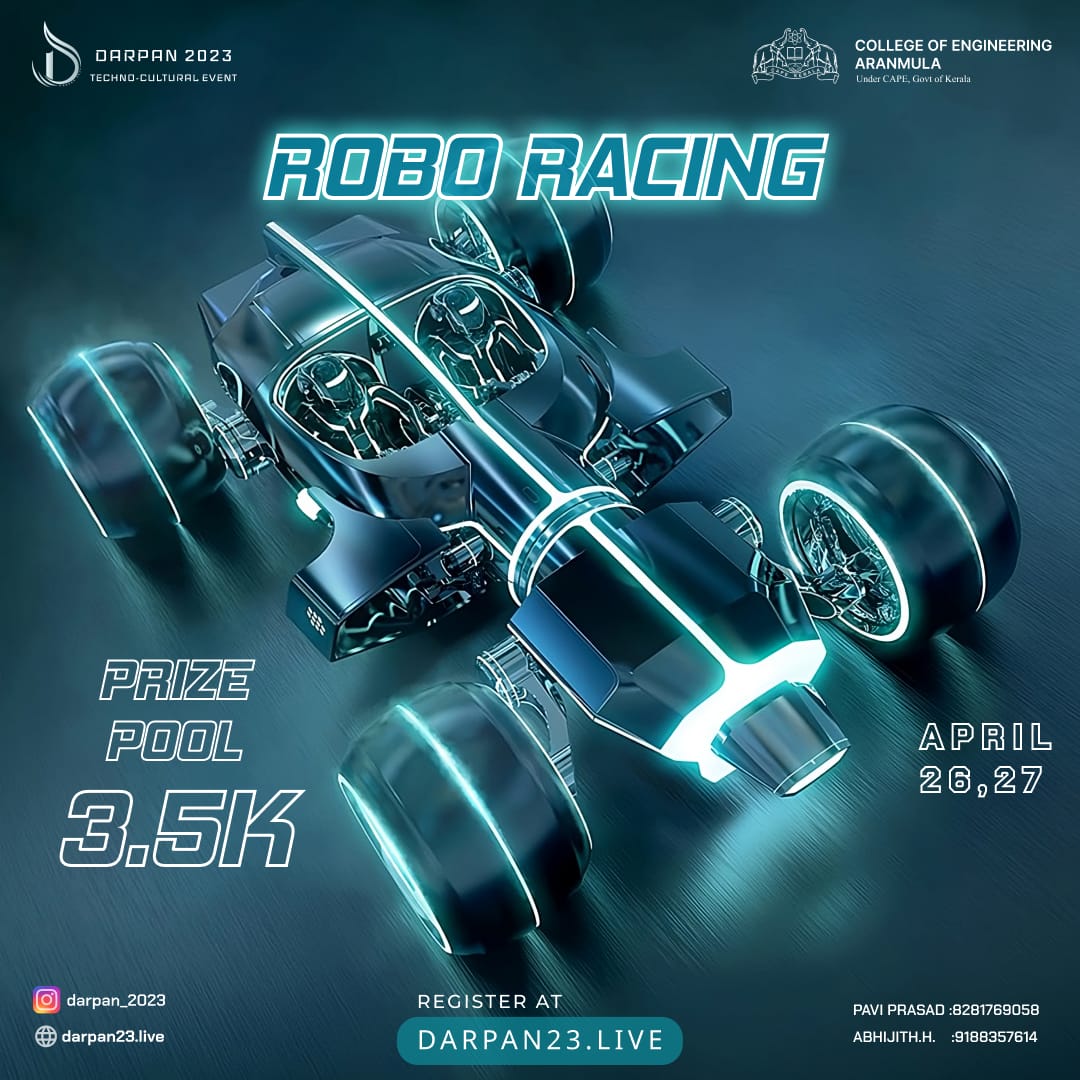 DARPAN 2023
TECHNO-CULTURAL EVENT
COLLEGE OF ENGINEERING
ARANMULA
Under CAPE, Govt of Kerala
ROBO RACING
PRIZE
POOL
3.5K
APRIL
26,27
darpan_2023
darpan23.live
REGISTER AT
DARPAN23.LIVE
PAVI PRASAD :8281769058
ABHIJITH.H. :9188357614